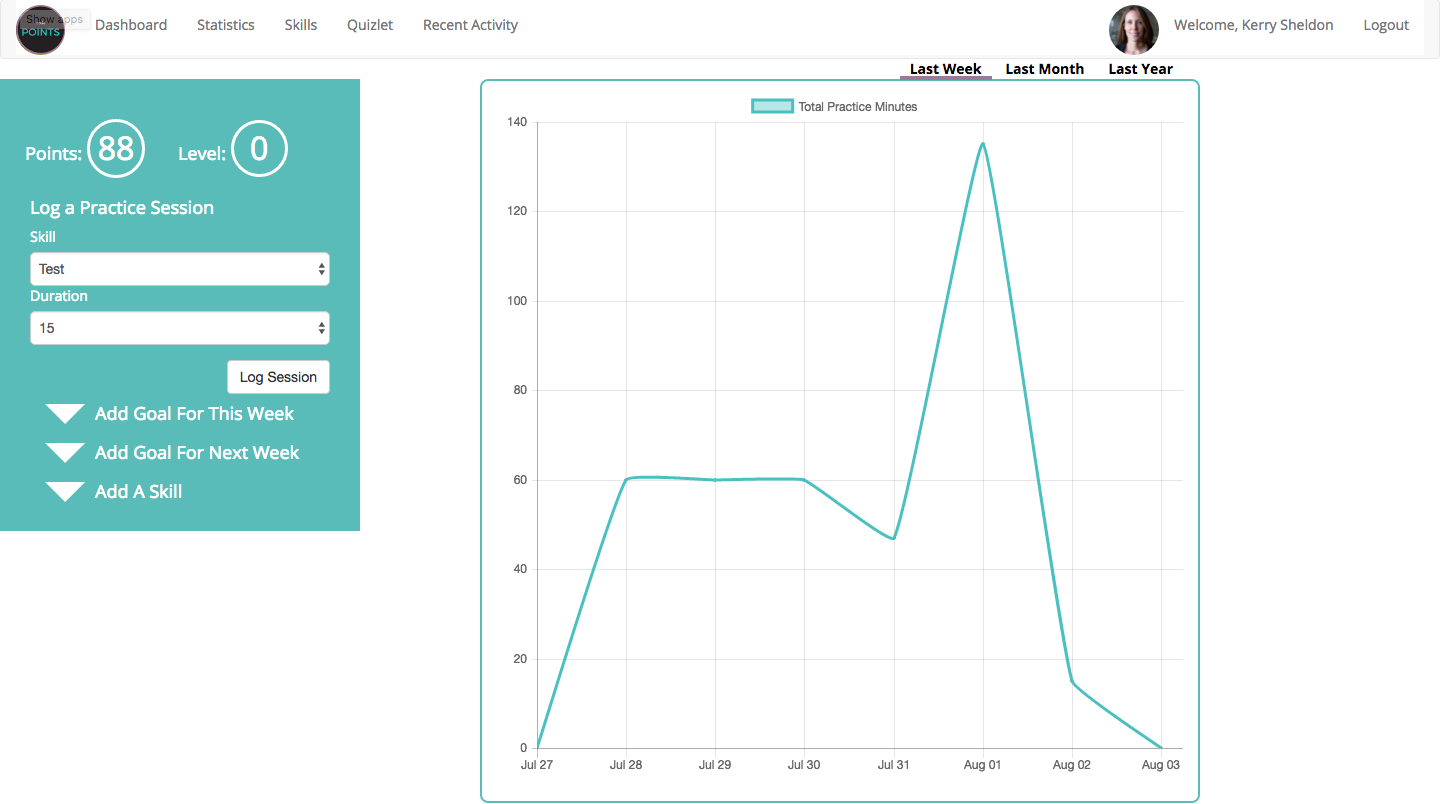 Show apps
POINTS
Dashboard Statistics Skills Quizlet Recent Activity Welcome, Kerry Sheldon Logout
Last Week Last Month Last Year
Points: 88 Level: 0
Log a Practice Session
Skill
Test
Duration
15
Log Session
Add Goal For This Week
Add Goal For Next Week
Add A Skill
Total Practice Minutes
140
120
100
80
60
40
20
0
Jul 27 Jul 28 Jul 29 Jul 30 Jul 31 Aug 01 Aug 02 Aug 03